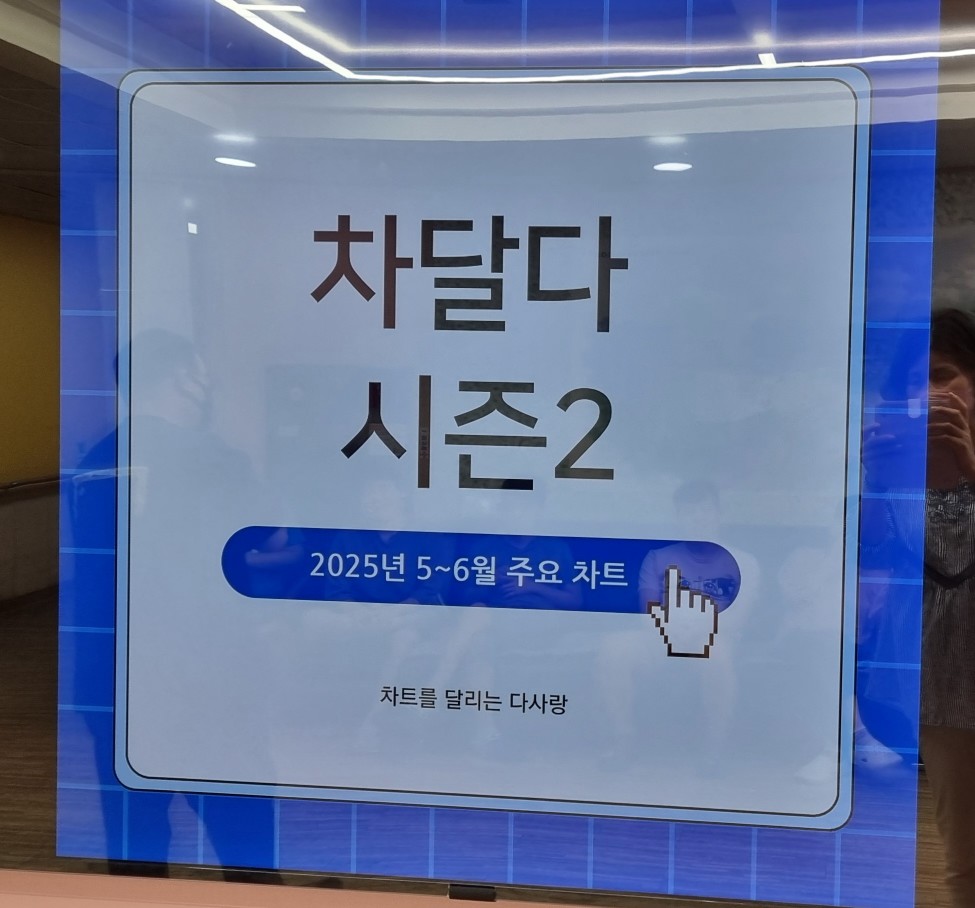 차달다
시즌2
2025년 5~6월 주요 차트
차트를 달리는 다사랑